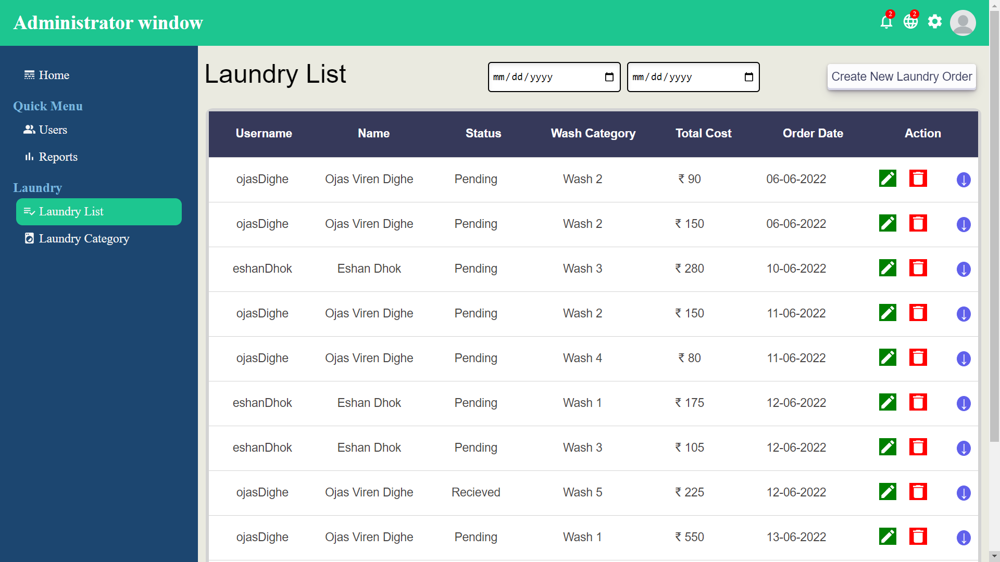 Administrator window
2
2
Home
Quick Menu
Users
Reports
Laundry
Laundry List
Laundry Category
Laundry List
mm/dd/yyyy
mm/dd/yyyy
Create New Laundry Order
Username Name Status Wash Category Total Cost Order Date Action
ojasDighe Ojas Viren Dighe Pending Wash 2 ₹ 90 06-06-2022
ojasDighe Ojas Viren Dighe Pending Wash 2 ₹ 150 06-06-2022
eshanDhok Eshan Dhok Pending Wash 3 ₹ 280 10-06-2022
ojasDighe Ojas Viren Dighe Pending Wash 2 ₹ 150 11-06-2022
ojasDighe Ojas Viren Dighe Pending Wash 4 ₹ 80 11-06-2022
eshanDhok Eshan Dhok Pending Wash 1 ₹ 175 12-06-2022
eshanDhok Eshan Dhok Pending Wash 3 ₹ 105 12-06-2022
ojasDighe Ojas Viren Dighe Recieved Wash 5 ₹ 225 12-06-2022
ojasDighe Ojas Viren Dighe Pending Wash 1 ₹ 550 13-06-2022